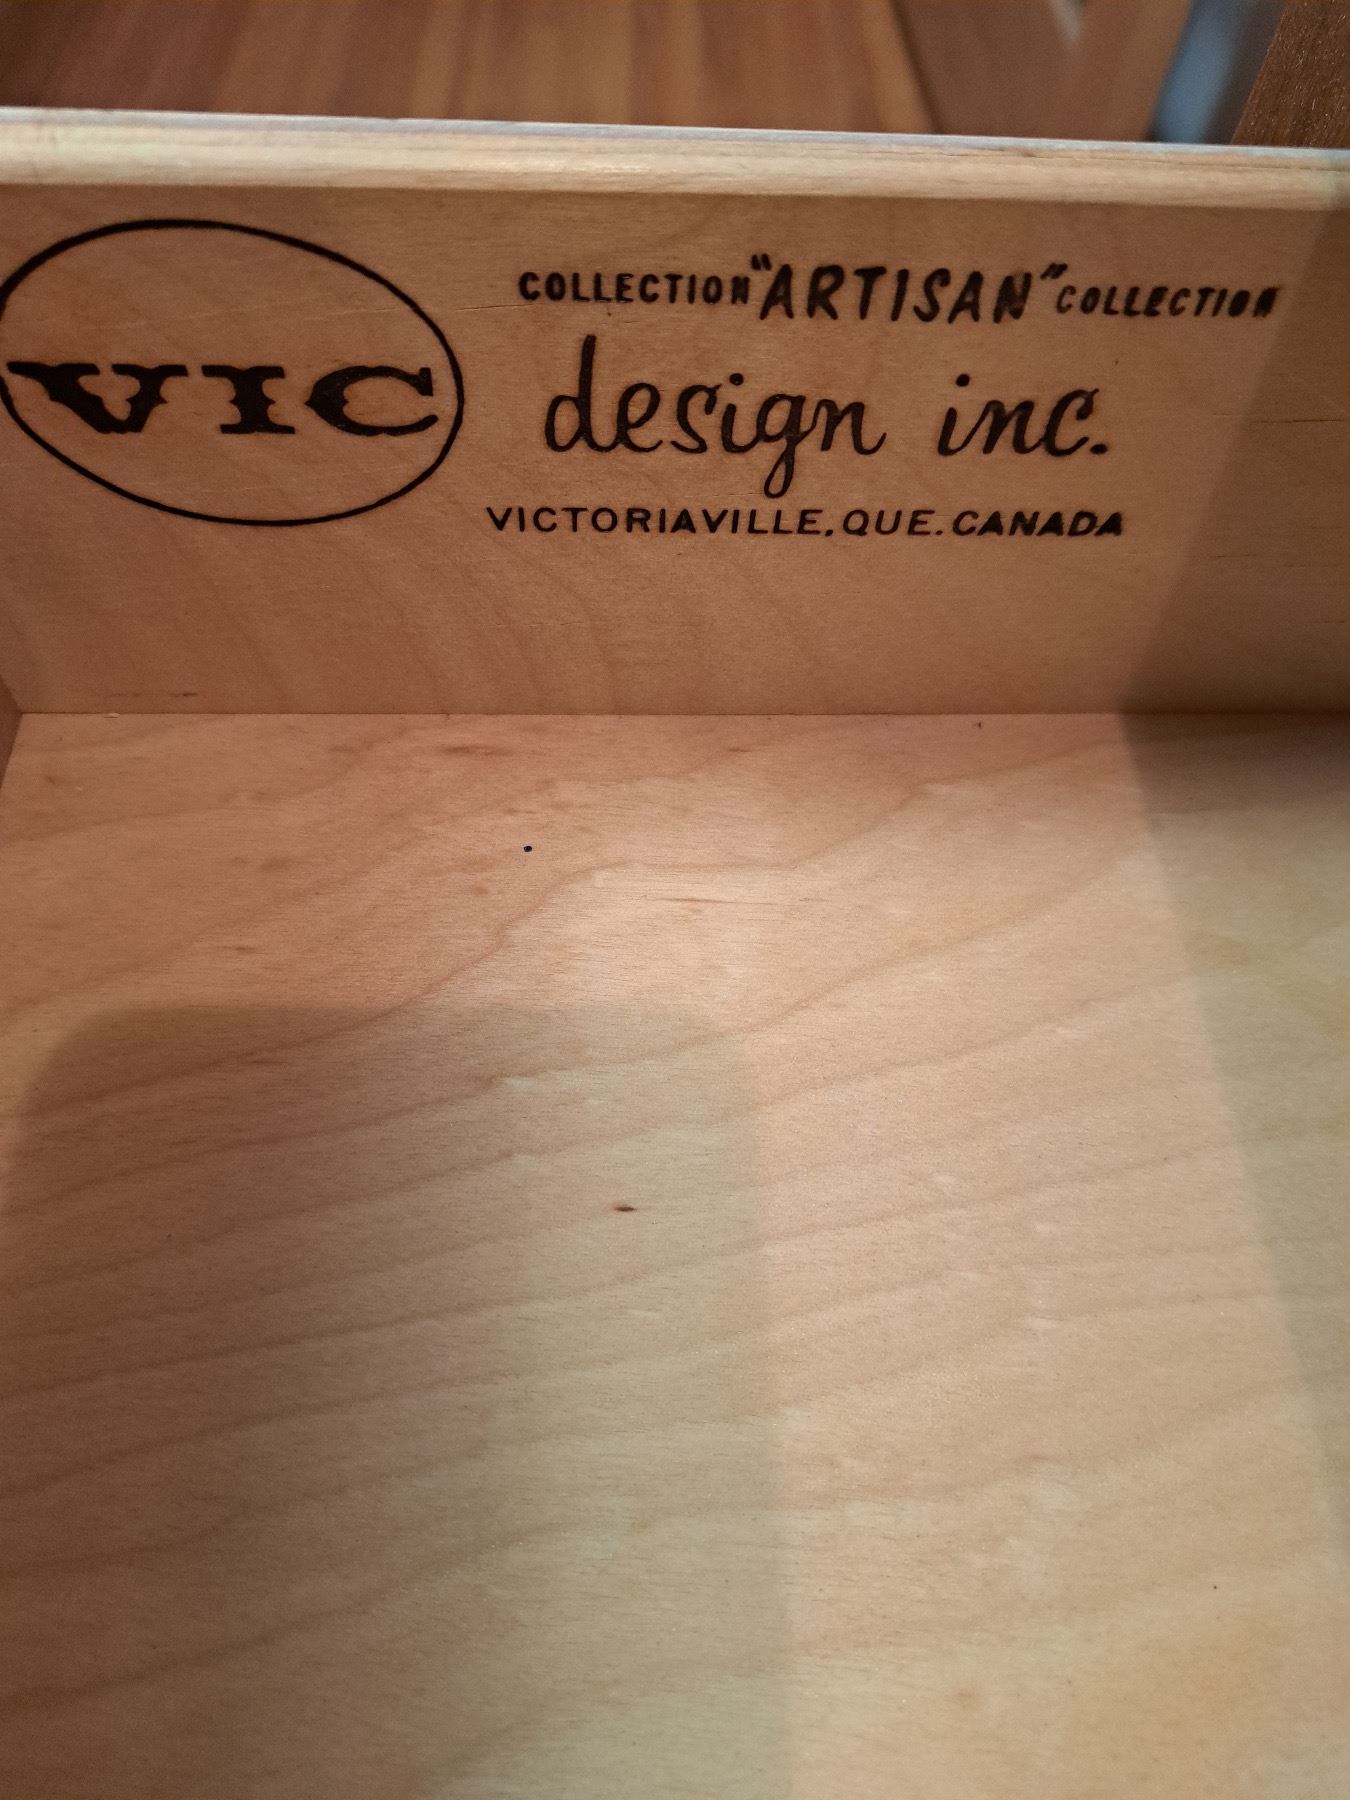 VIC
COLLECTION "ARTISAN" COLLECTION
design inc.
VICTORIAVILLE, QUE. CANADA